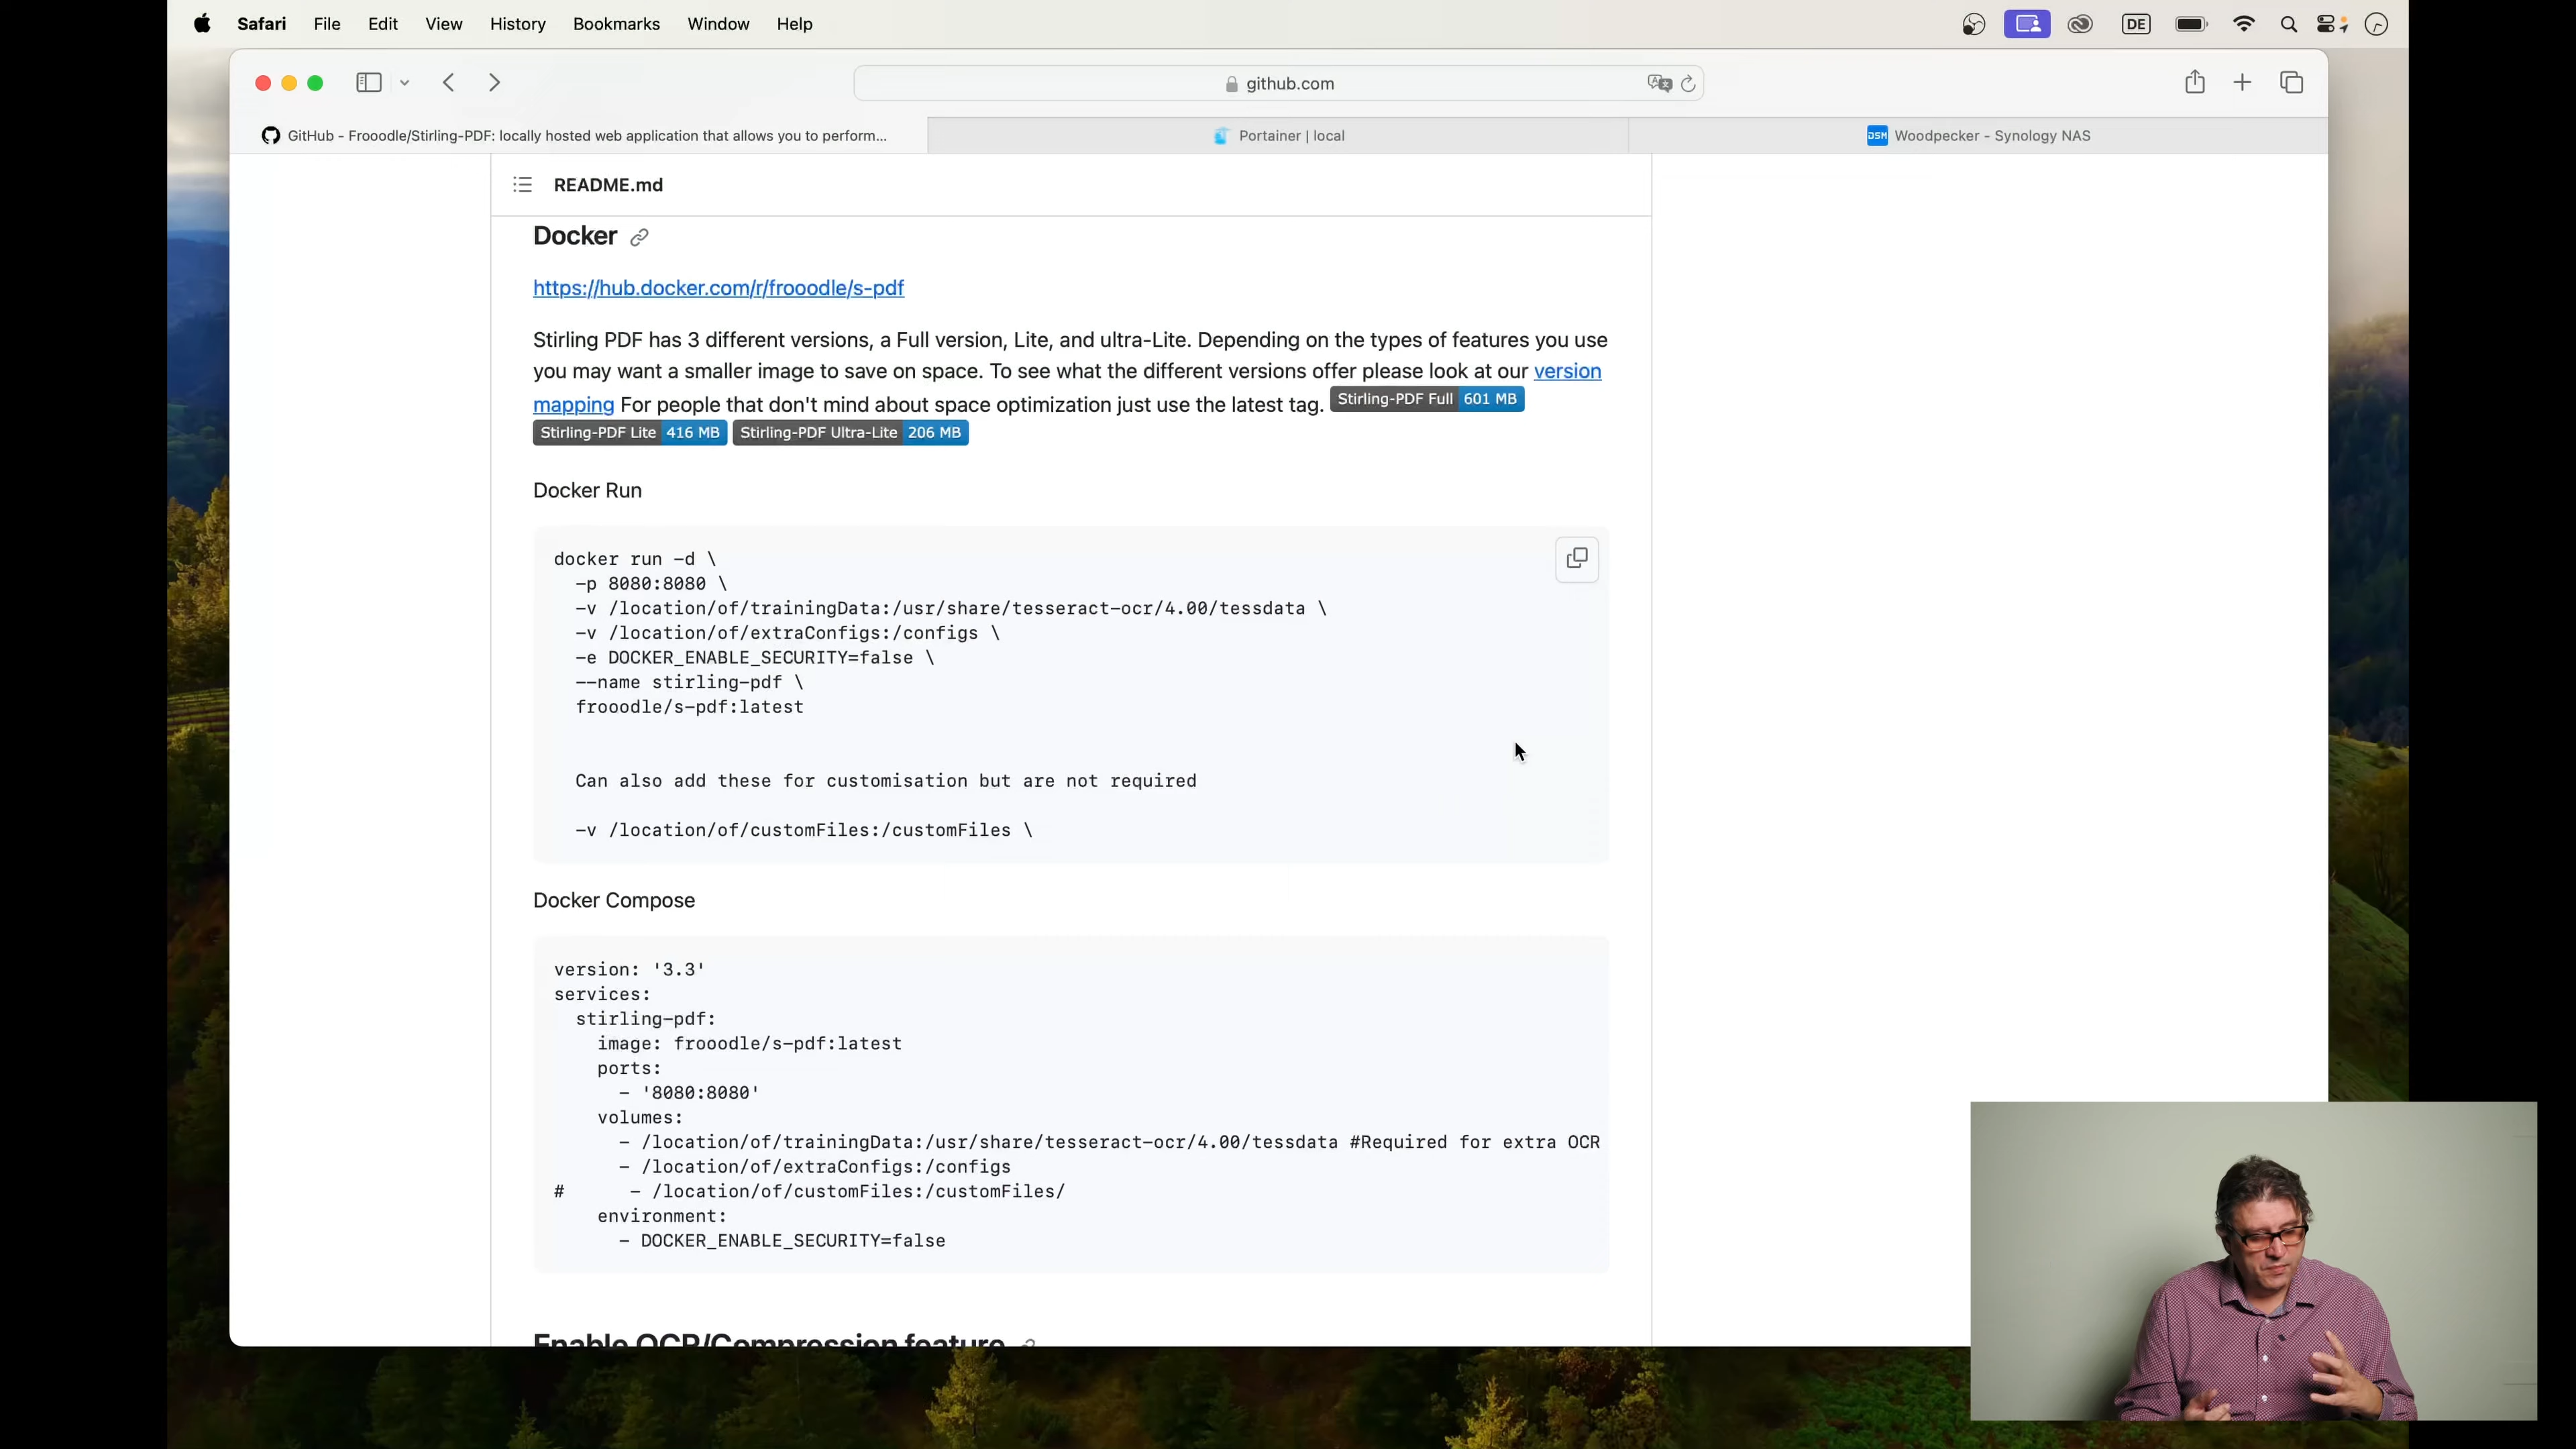 Safari File Edit View History Bookmarks Window Help DE
github.com
GitHub - Frooodle/Stirling-PDF: locally hosted web application that allows you to perform...
Portainer | local
DSM Woodpecker - Synology NAS
README.md
Docker
https://hub.docker.com/r/frooodle/s-pdf
Stirling PDF has 3 different versions, a Full version, Lite, and ultra-Lite. Depending on the types of features you use
you may want a smaller image to save on space. To see what the different versions offer please look at our version
mapping For people that don't mind about space optimization just use the latest tag. Stirling-PDF Full 601 MB
Stirling-PDF Lite 416 MB Stirling-PDF Ultra-Lite 206 MB
Docker Run
docker run -d \
-p 8080:8080 \
-v /location/of/trainingData:/usr/share/tesseract-ocr/4.00/tessdata \
-v /location/of/extraConfigs:/configs \
-e DOCKER_ENABLE_SECURITY=false \
--name stirling-pdf \
frooodle/s-pdf:latest
Can also add these for customisation but are not required
-v /location/of/customFiles:/customFiles \
Docker Compose
version: '3.3'
services:
stirling-pdf:
image: frooodle/s-pdf:latest
ports:
- '8080:8080'
volumes:
- /location/of/trainingData:/usr/share/tesseract-ocr/4.00/tessdata #Required for extra OCR
- /location/of/extraConfigs:/configs
# - /location/of/customFiles:/customFiles/
environment:
- DOCKER_ENABLE_SECURITY=false
Enable OCR/Compression feature